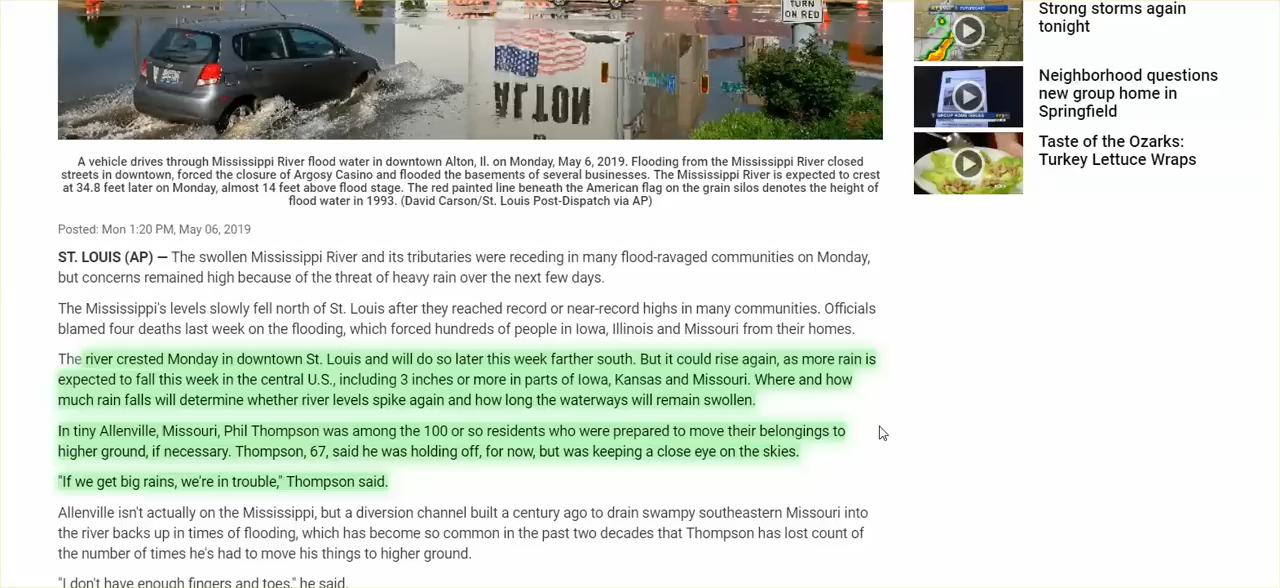 TURN
ON RED
ALTON
A vehicle drives through Mississippi River flood water in downtown Alton, Il. on Monday, May 6, 2019. Flooding from the Mississippi River closed
streets in downtown, forced the closure of Argosy Casino and flooded the basements of several businesses. The Mississippi River is expected to crest
at 34.8 feet later on Monday, almost 14 feet above flood stage. The red painted line beneath the American flag on the grain silos denotes the height of
flood water in 1993. (David Carson/St. Louis Post-Dispatch via AP)
Posted: Mon 1:20 PM, May 06, 2019
ST. LOUIS (AP) — The swollen Mississippi River and its tributaries were receding in many flood-ravaged communities on Monday,
but concerns remained high because of the threat of heavy rain over the next few days.
The Mississippi's levels slowly fell north of St. Louis after they reached record or near-record highs in many communities. Officials
blamed four deaths last week on the flooding, which forced hundreds of people in Iowa, Illinois and Missouri from their homes.
The river crested Monday in downtown St. Louis and will do so later this week farther south. But it could rise again, as more rain is
expected to fall this week in the central U.S., including 3 inches or more in parts of Iowa, Kansas and Missouri. Where and how
much rain falls will determine whether river levels spike again and how long the waterways will remain swollen.
In tiny Allenville, Missouri, Phil Thompson was among the 100 or so residents who were prepared to move their belongings to
higher ground, if necessary. Thompson, 67, said he was holding off, for now, but was keeping a close eye on the skies.
"If we get big rains, we're in trouble," Thompson said.
Allenville isn't actually on the Mississippi, but a diversion channel built a century ago to drain swampy southeastern Missouri into
the river backs up in times of flooding, which has become so common in the past two decades that Thompson has lost count of
the number of times he's had to move his things to higher ground.
"I don't have enough fingers and toes," he said.
Strong storms again
tonight
Neighborhood questions
new group home in
Springfield
GROUP HOME ISSUES
Taste of the Ozarks:
Turkey Lettuce Wraps